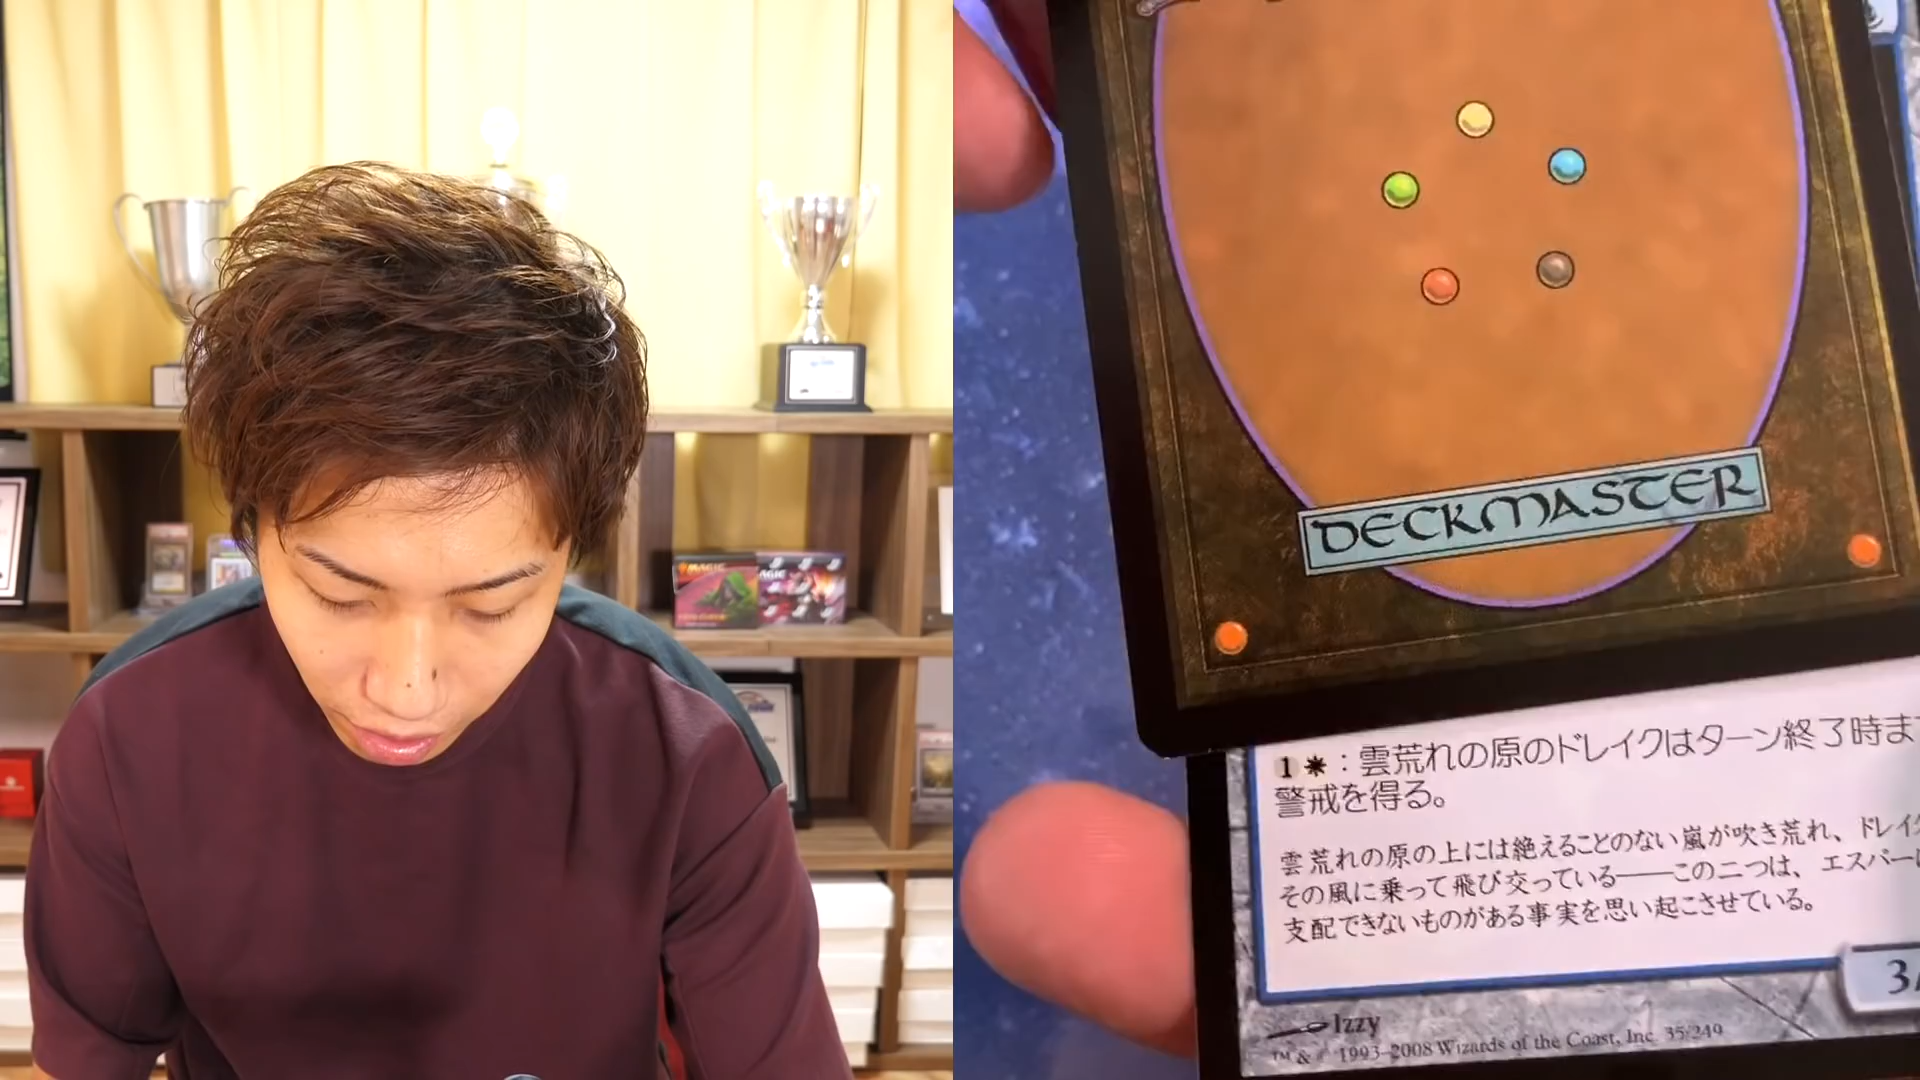 MAGIC
DECKMASTER
1 : 雲荒れの原のドレイクはターン終了時ま
警戒を得る。
雲荒れの原の上には絶えることのない嵐が吹き荒れ、ドレイ
その風に乗って飛び交っている――この二つは、エスパー
支配できないものがある事実を思い起こさせている。
3/
Izzy
™ & 1993–2008 Wizards of the Coast, Inc. 35/249